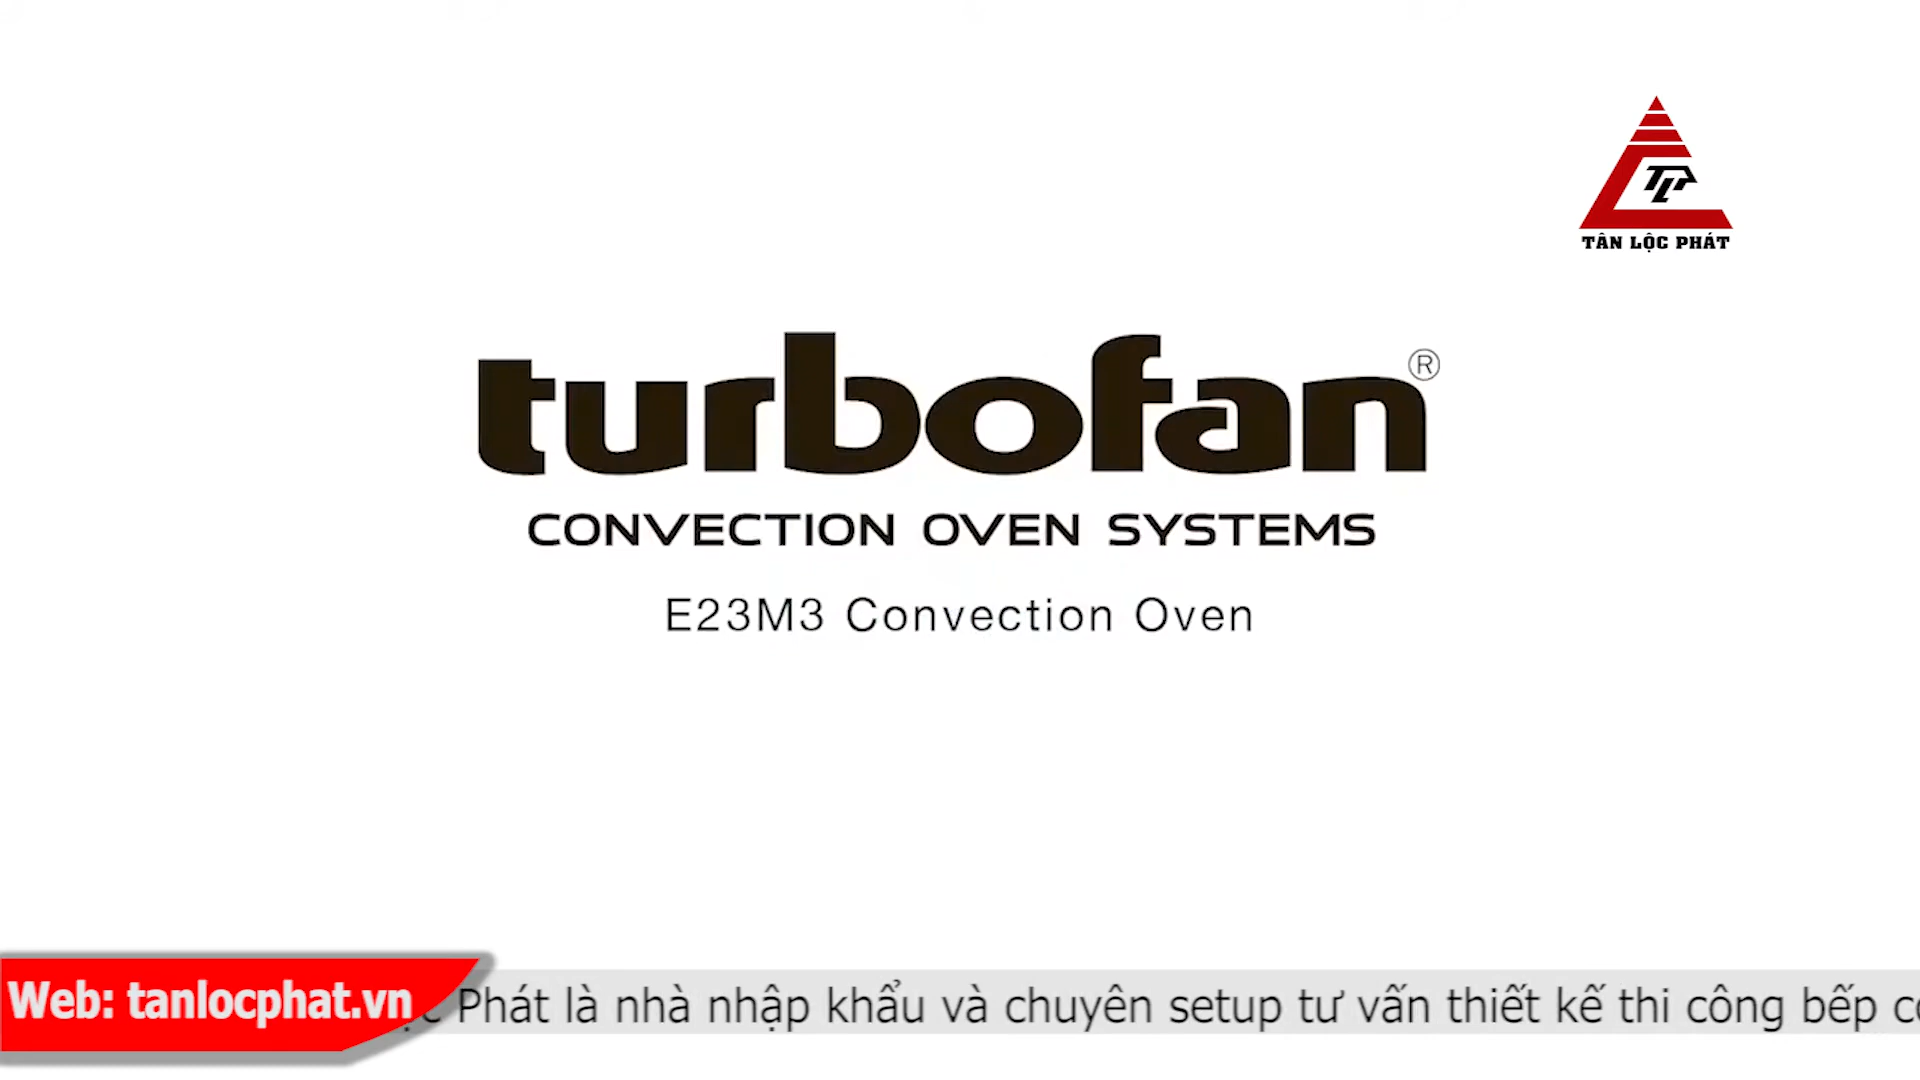 TLP
TÂN LỘC PHÁT
turbofan®
CONVECTION OVEN SYSTEMS
E23M3 Convection Oven
Web: tanlocphat.vn
Phát là nhà nhập khẩu và chuyên setup tư vấn thiết kế thi công bếp